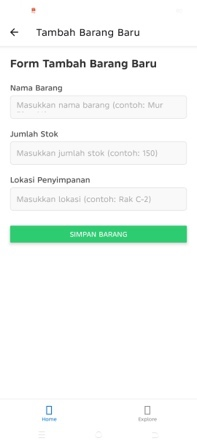 Tambah Barang Baru
Form Tambah Barang Baru
Nama Barang
Masukkan nama barang (contoh: Mur
Jumlah Stok
Masukkan jumlah stok (contoh: 150)
Lokasi Penyimpanan
Masukkan lokasi (contoh: Rak C-2)
SIMPAN BARANG
Home
Explore